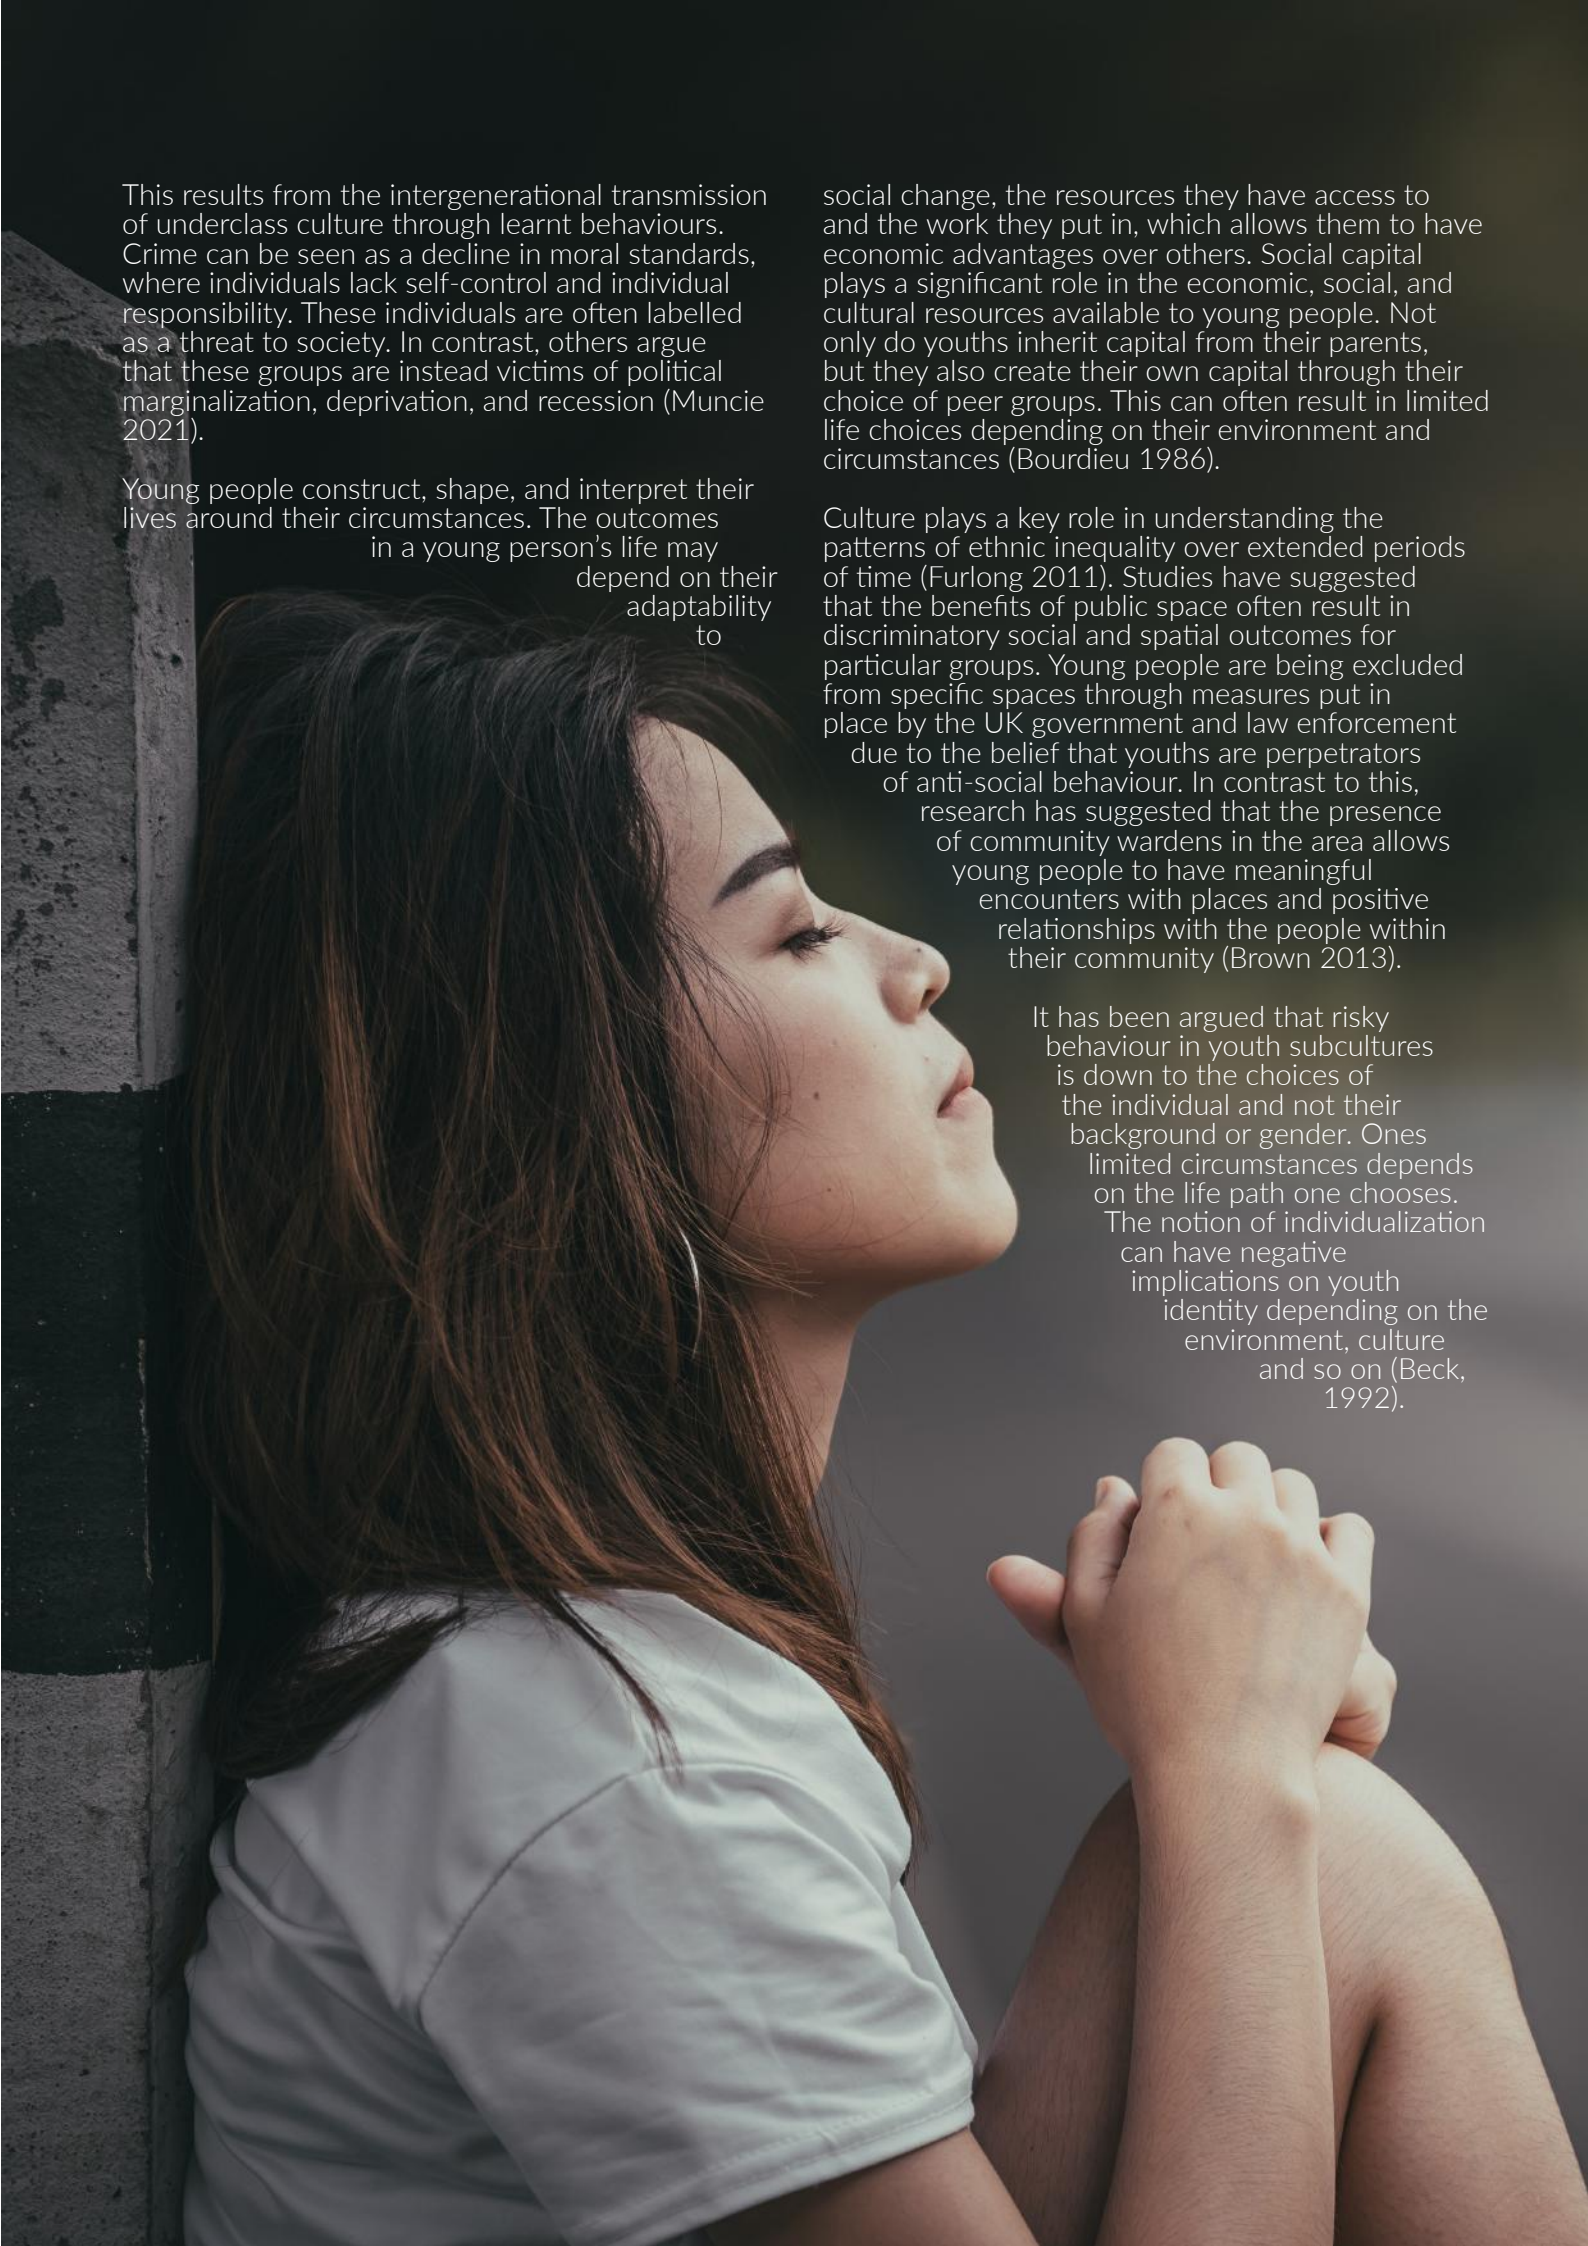 This results from the intergenerational transmission
of underclass culture through learnt behaviours.
Crime can be seen as a decline in moral standards,
where individuals lack self-control and individual
responsibility. These individuals are often labelled
as a threat to society. In contrast, others argue
that these groups are instead victims of political
marginalization, deprivation, and recession (Muncie
2021).
Young people construct, shape, and interpret their
lives around their circumstances. The outcomes
in a young person’s life may
depend on their
adaptability
to
social change, the resources they have access to
and the work they put in, which allows them to have
economic advantages over others. Social capital
plays a significant role in the economic, social, and
cultural resources available to young people. Not
only do youths inherit capital from their parents,
but they also create their own capital through their
choice of peer groups. This can often result in limited
life choices depending on their environment and
circumstances (Bourdieu 1986).
Culture plays a key role in understanding the
patterns of ethnic inequality over extended periods
of time (Furlong 2011). Studies have suggested
that the benefits of public space often result in
discriminatory social and spatial outcomes for
particular groups. Young people are being excluded
from specific spaces through measures put in
place by the UK government and law enforcement
due to the belief that youths are perpetrators
of anti-social behaviour. In contrast to this,
research has suggested that the presence
of community wardens in the area allows
young people to have meaningful
encounters with places and positive
relationships with the people within
their community (Brown 2013).
It has been argued that risky
behaviour in youth subcultures
is down to the choices of
the individual and not their
background or gender. Ones
limited circumstances depends
on the life path one chooses.
The notion of individualization
can have negative
implications on youth
identity depending on the
environment, culture
and so on (Beck,
1992).